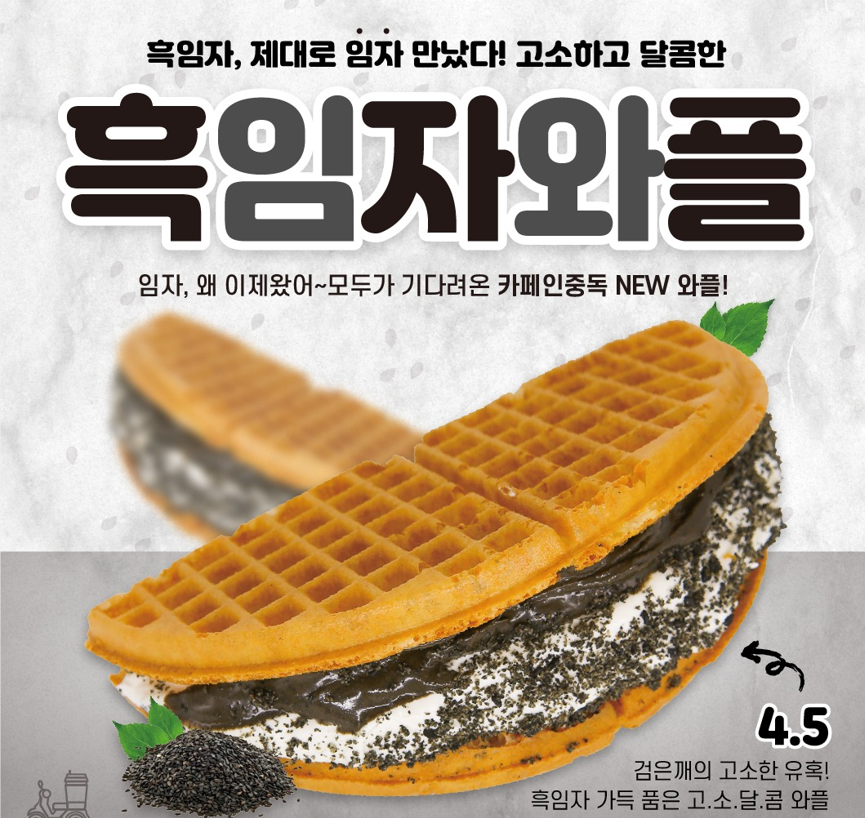 흑임자, 제대로 임자 만났다! 고소하고 달콤한
흑임자와플
임자, 왜 이제왔어~모두가 기다려온 카페인중독 NEW 와플!
4.5
검은깨의 고소한 유혹!
흑임자 가득 품은 고.소.달.콤 와플